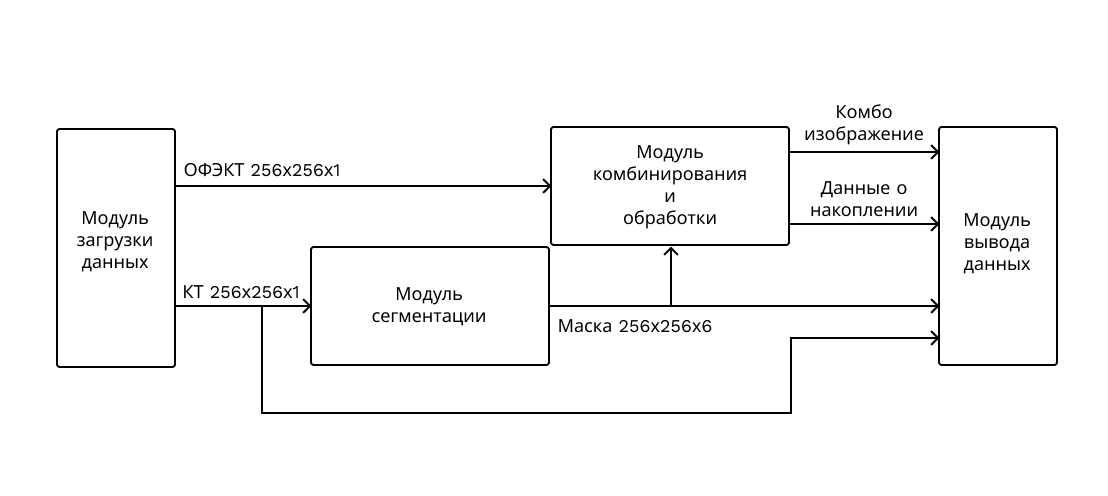 Комбо
изображение
Модуль
комбинирования
и
обработки
ОФЭКТ 256x256x1
Данные о
накоплении
Модуль
загрузки
данных
Модуль
вывода
данных
КТ 256x256x1
Модуль
сегментации
Маска 256x256x6